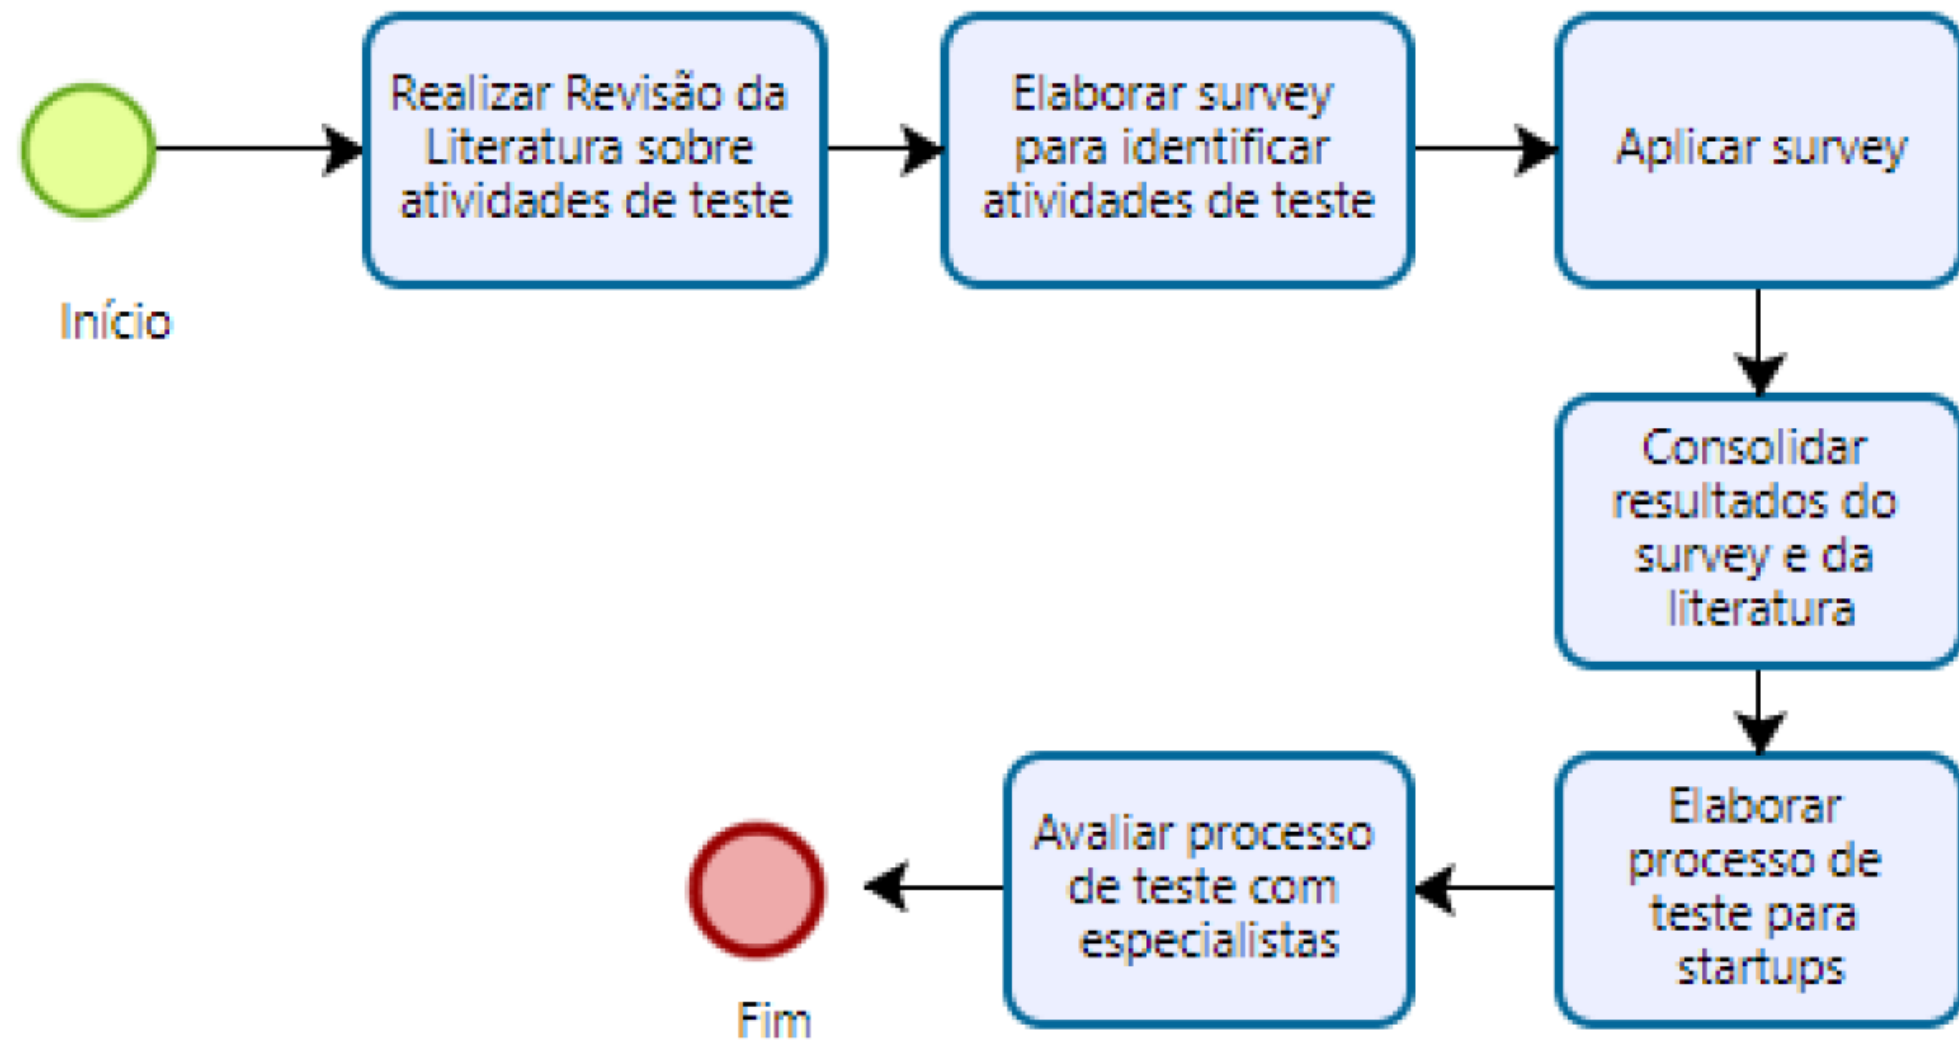 Início
Realizar Revisão da
Literatura sobre
atividades de teste
Elaborar survey
para identificar
atividades de teste
Aplicar survey
Consolidar
resultados do
survey e da
literatura
Elaborar
processo de
teste para
startups
Avaliar processo
de teste com
especialistas
Fim